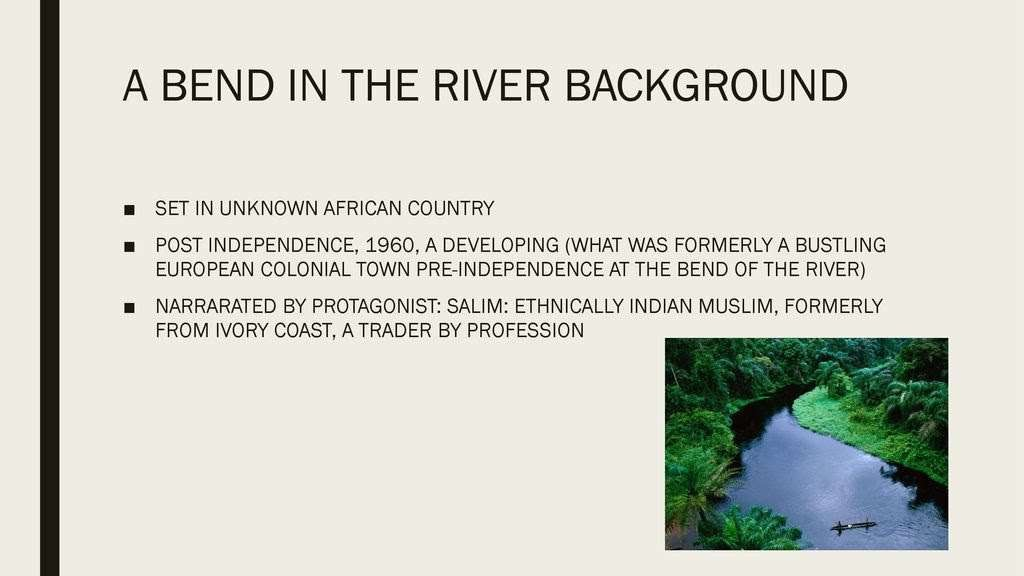 A BEND IN THE RIVER BACKGROUND
■ SET IN UNKNOWN AFRICAN COUNTRY
■ POST INDEPENDENCE, 1960, A DEVELOPING (WHAT WAS FORMERLY A BUSTLING
EUROPEAN COLONIAL TOWN PRE-INDEPENDENCE AT THE BEND OF THE RIVER)
■ NARRARATED BY PROTAGONIST: SALIM: ETHNICALLY INDIAN MUSLIM, FORMERLY
FROM IVORY COAST, A TRADER BY PROFESSION